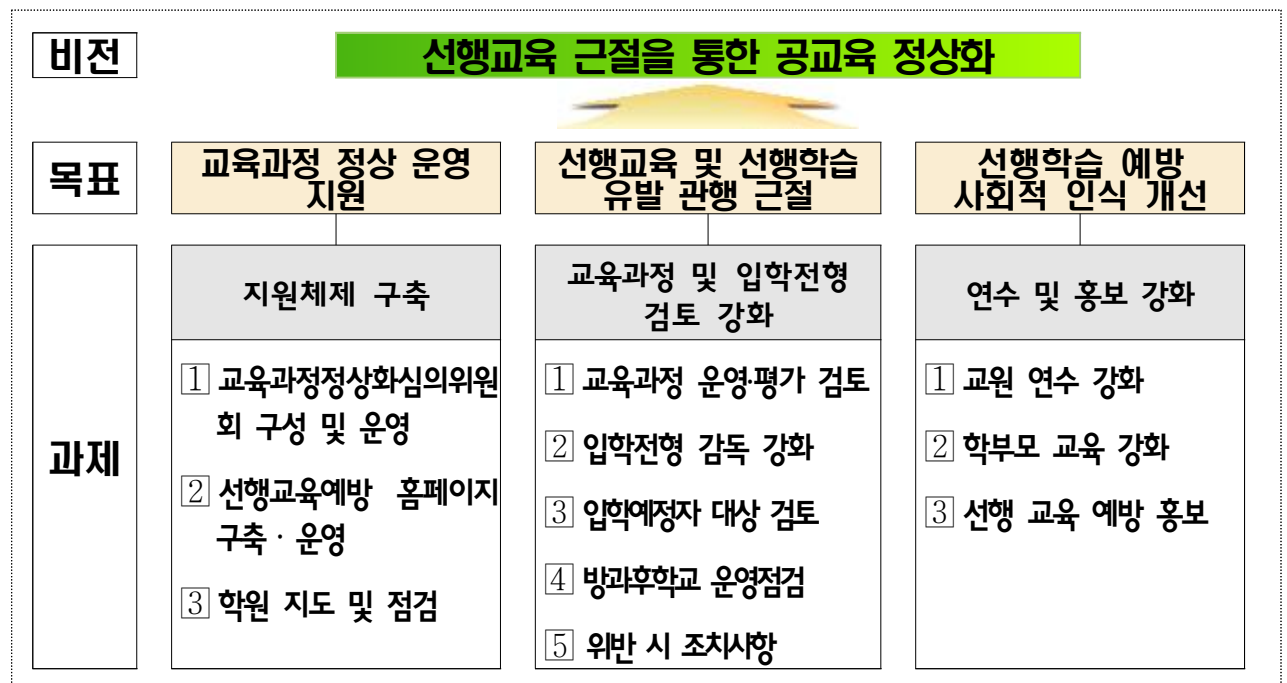 비전
선행교육 근절을 통한 공교육 정상화
목표
교육과정 정상 운영
지원
선행교육 및 선행학습
유발 관행 근절
선행학습 예방
사회적 인식 개선
과제
지원체제 구축
1 교육과정정상화심의위원
회 구성 및 운영
2 선행교육예방 홈페이지
구축 · 운영
3 학원 지도 및 점검
교육과정 및 입학전형
검토 강화
1 교육과정 운영·평가 검토
2 입학전형 감독 강화
3 입학예정자 대상 검토
4 방과후학교 운영점검
5 위반 시 조치사항
연수 및 홍보 강화
1 교원 연수 강화
2 학부모 교육 강화
3 선행 교육 예방 홍보